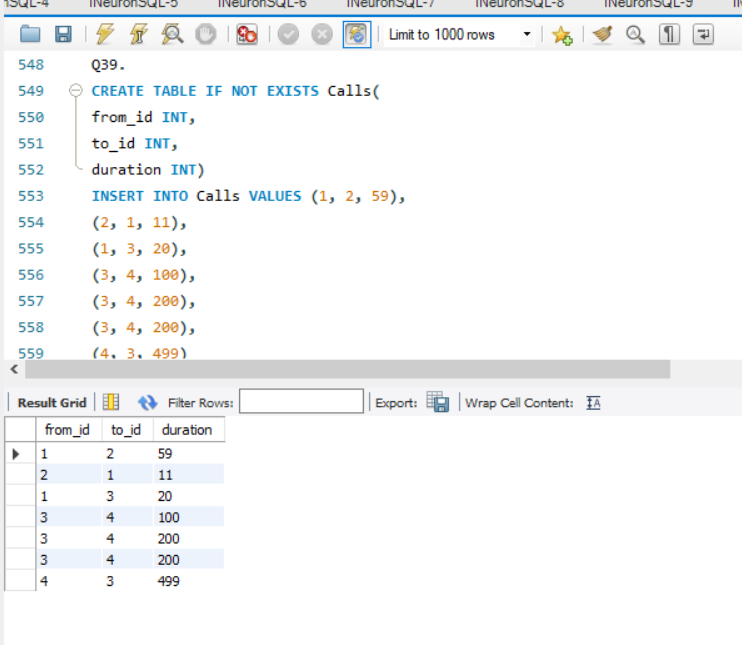 iNeuronSQL-5 iNeuronSQL-6 iNeuronSQL-7 iNeuronSQL-8 iNeuronSQL-9
Limit to 1000 rows
548 Q39.
549 CREATE TABLE IF NOT EXISTS Calls(
550 from_id INT,
551 to_id INT,
552 duration INT)
553 INSERT INTO Calls VALUES (1, 2, 59),
554 (2, 1, 11),
555 (1, 3, 20),
556 (3, 4, 100),
557 (3, 4, 200),
558 (3, 4, 200),
559 (4, 3, 499)
Result Grid Filter Rows: Export: Wrap Cell Content:
from_id to_id duration
1 2 59
2 1 11
1 3 20
3 4 100
3 4 200
3 4 200
4 3 499